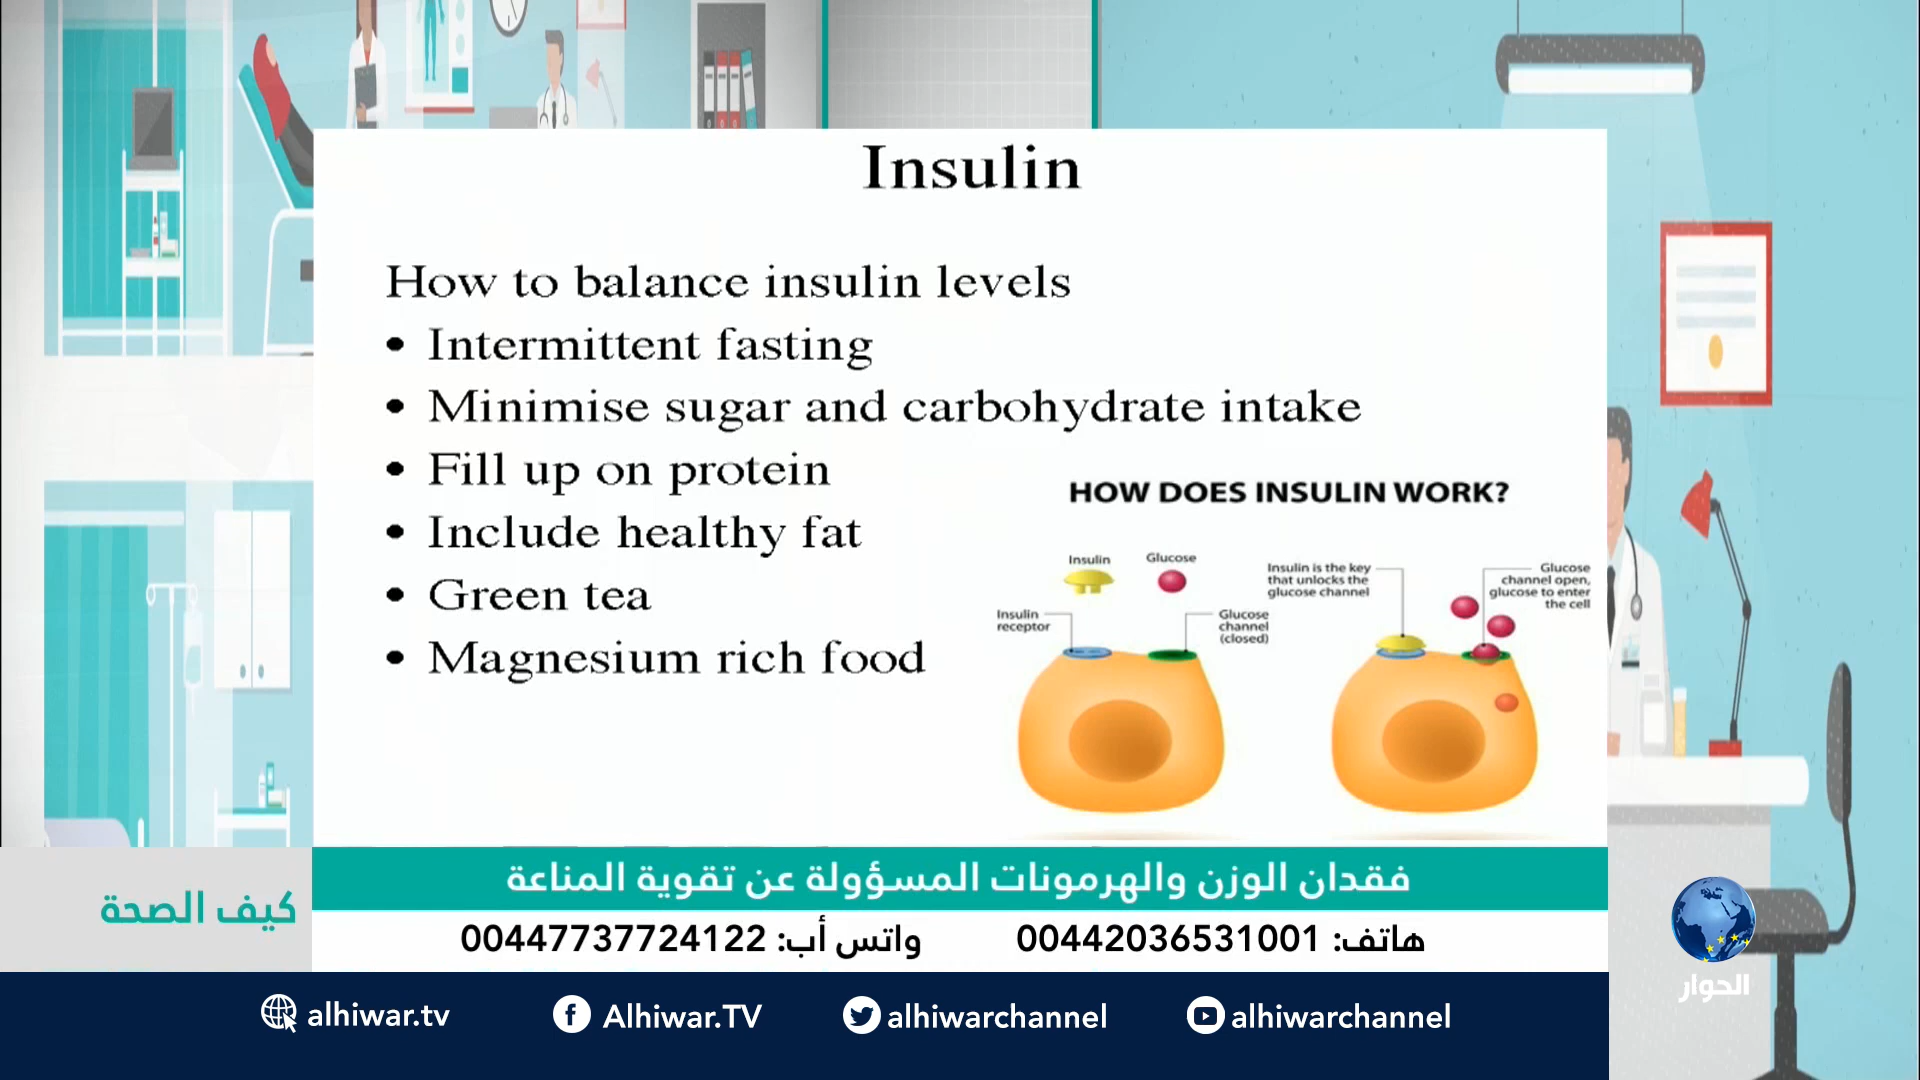 Insulin
How to balance insulin levels
• Intermittent fasting
• Minimise sugar and carbohydrate intake
• Fill up on protein
• Include healthy fat
• Green tea
• Magnesium rich food
HOW DOES INSULIN WORK?
Insulin
Glucose
Insulin receptor
Glucose channel (closed)
Insulin is the key
that unlocks the
glucose channel
Glucose
channel open,
glucose to enter
the cell
فقدان الوزن والهرمونات المسؤولة عن تقوية المناعة
كيف الصحة
هاتف: 00442036531001
واتس أب: 00447737724122
الحوار
alhiwar.tv
Alhiwar.TV
alhiwarchannel
alhiwarchannel